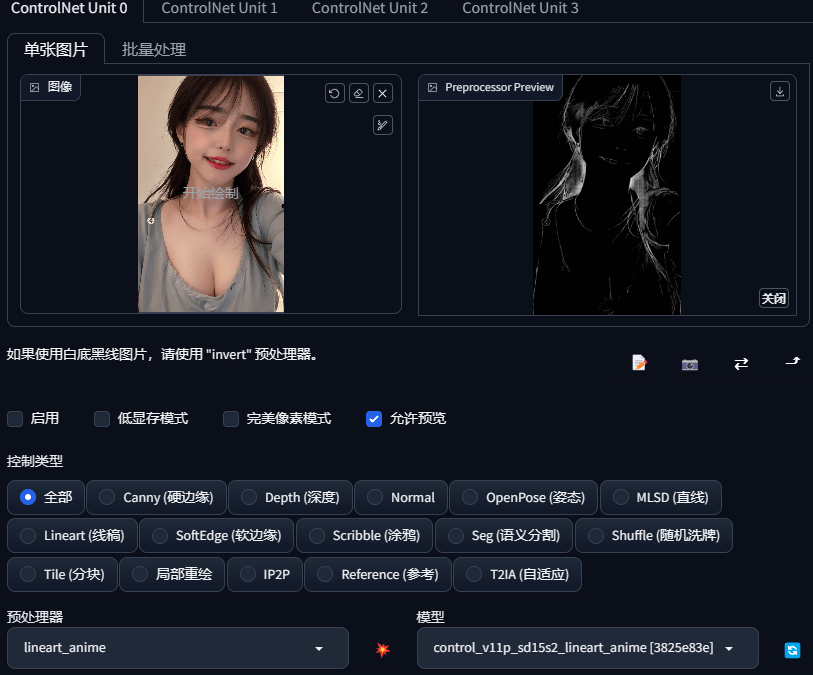 ControlNet Unit 0 ControlNet Unit 1 ControlNet Unit 2 ControlNet Unit 3
单张图片 批量处理
图像 Preprocessor Preview
开始绘制
关闭
如果使用白底黑线图片，请使用 "invert" 预处理器。
启用 低显存模式 完美像素模式 允许预览
控制类型
全部 Canny (硬边缘) Depth (深度) Normal OpenPose (姿态) MLSD (直线)
Lineart (线稿) SoftEdge (软边缘) Scribble (涂鸦) Seg (语义分割) Shuffle (随机洗牌)
Tile (分块) 局部重绘 IP2P Reference (参考) T2IA (自适应)
预处理器 模型
lineart_anime control_v11p_sd15s2_lineart_anime [3825e83e]